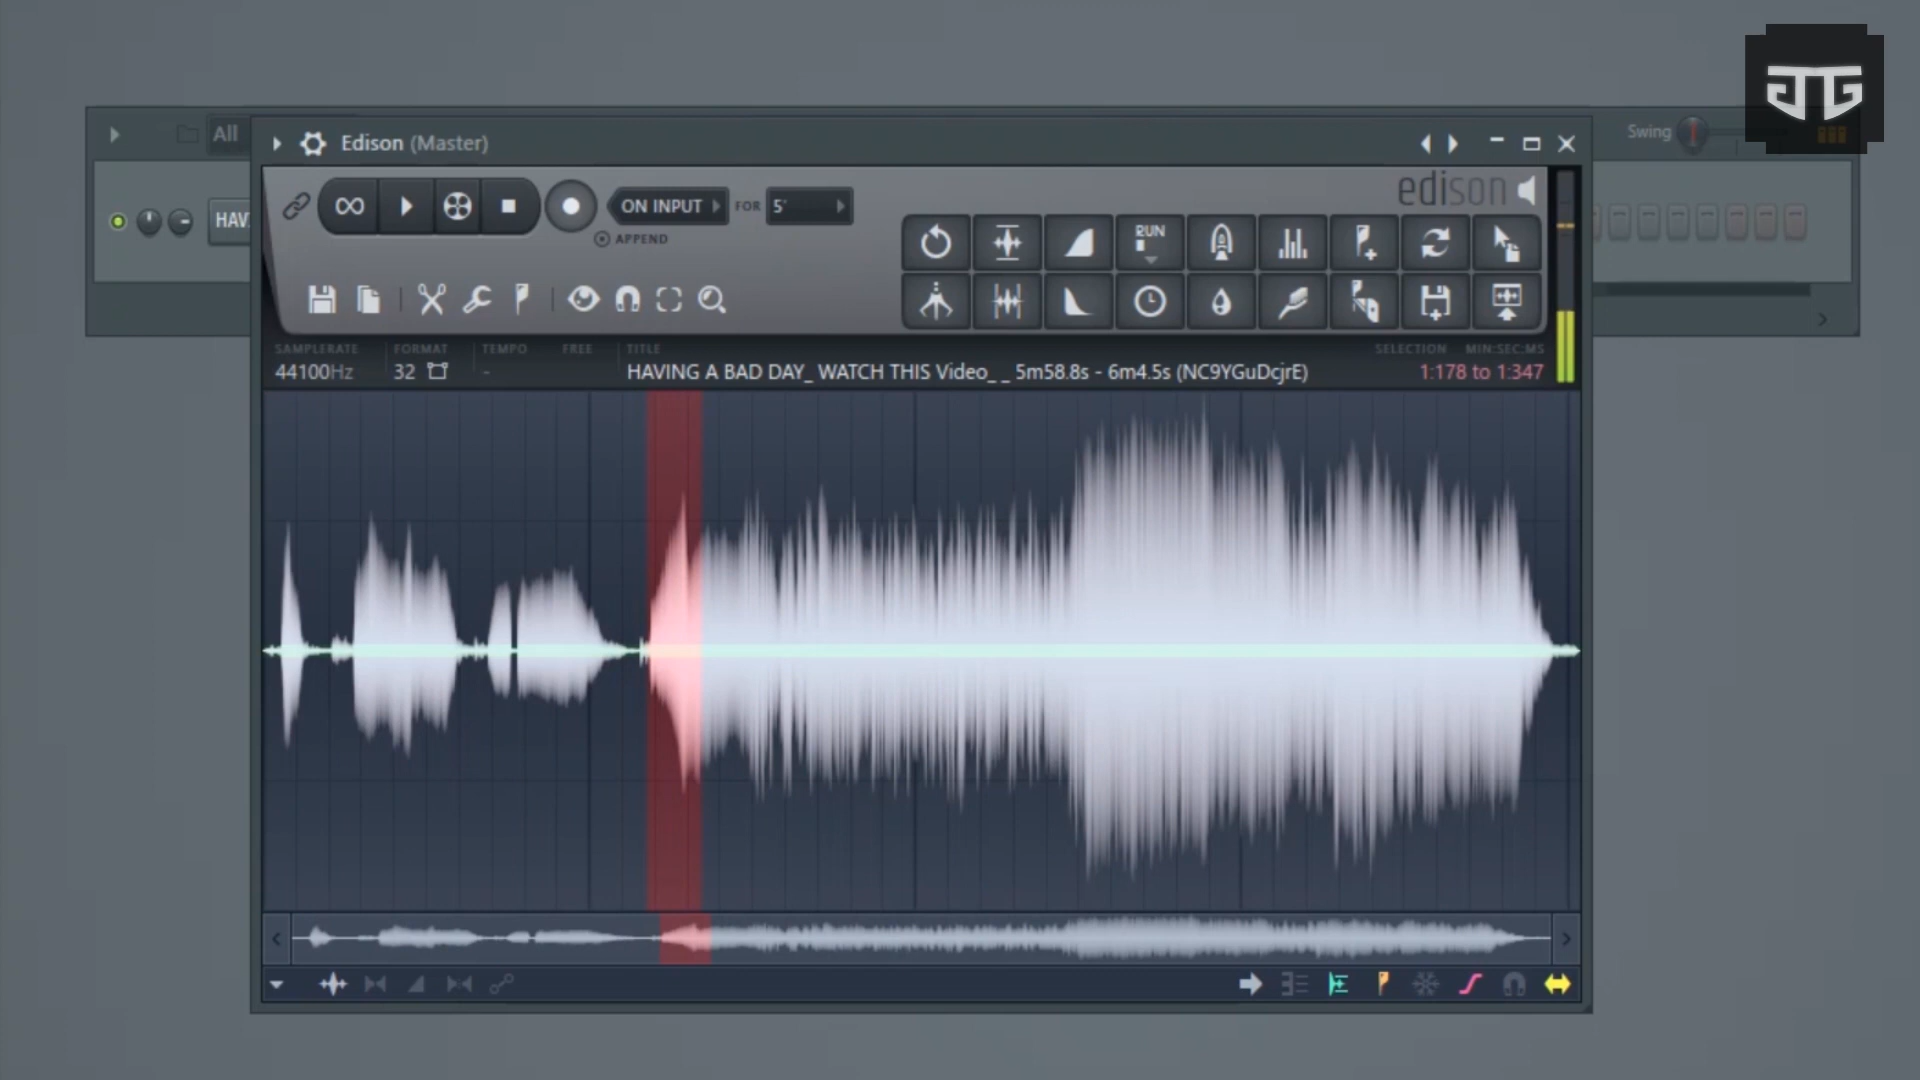 JTG
All
Edison (Master)
Swing
edison
ON INPUT
FOR
5'
APPEND
RUN
HAV
SAMPLERATE
FORMAT
TEMPO
FREE
TITLE
SELECTION
MIN:SEC:MS
44100Hz
32
-
HAVING A BAD DAY_ WATCH THIS Video_ _ 5m58.8s - 6m4.5s (NC9YGuDcjrE)
1:178 to 1:347